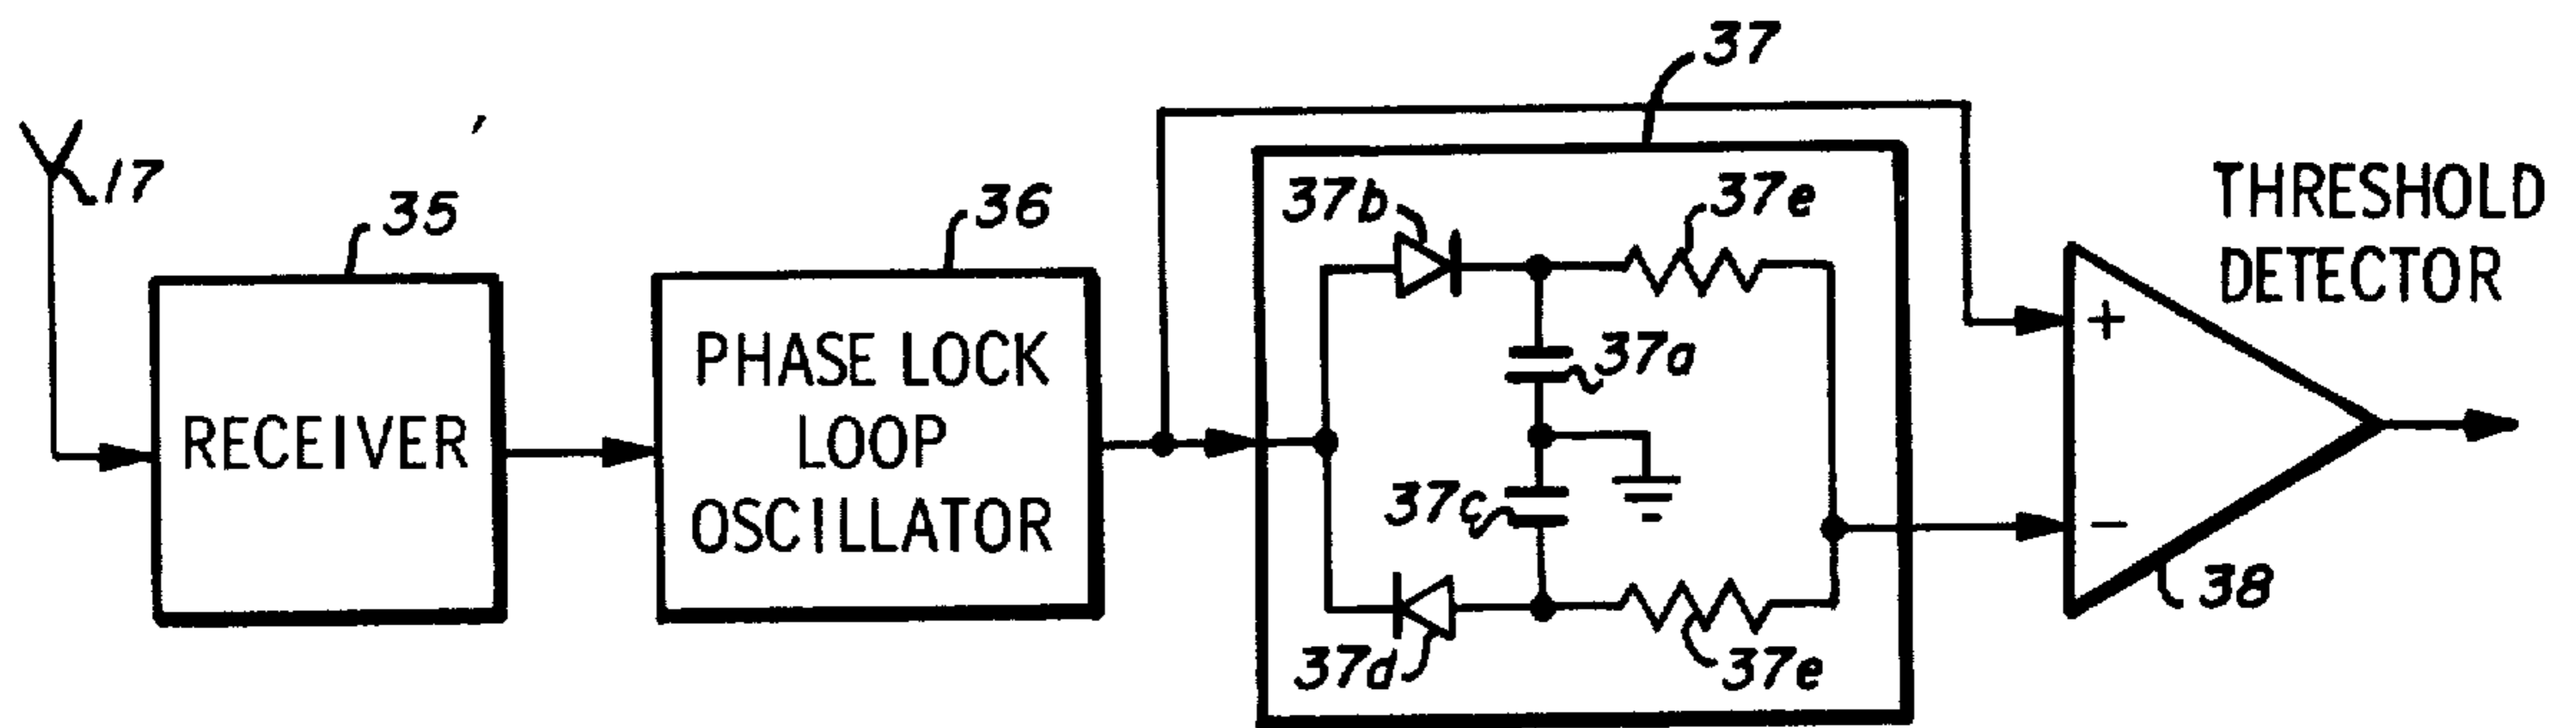 37
17
35
36
37b
37e
THRESHOLD
DETECTOR
+
RECEIVER
PHASE LOCK
LOOP
OSCILLATOR
37a
37c
−
37d
37e
38